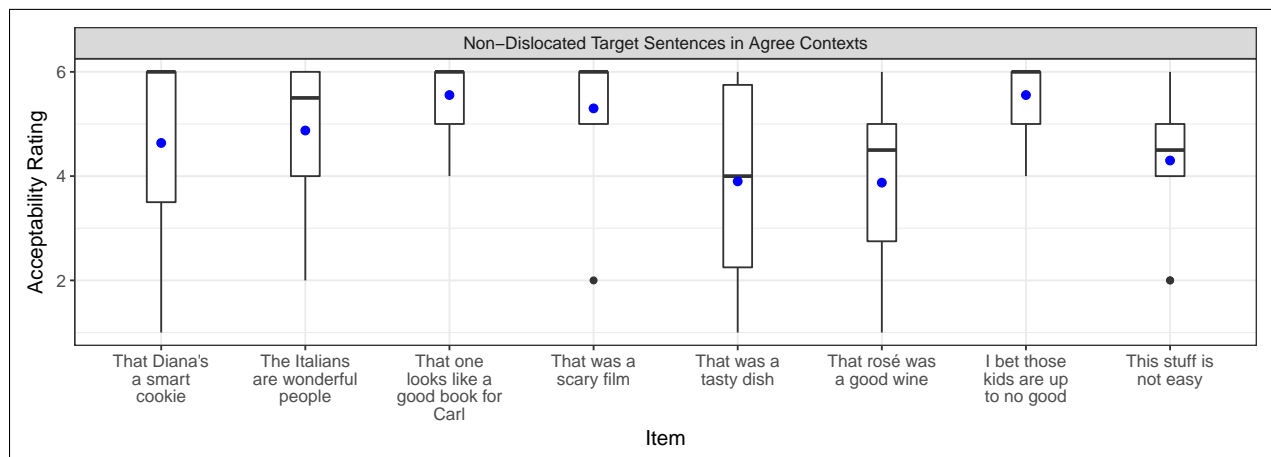 Non−Dislocated Target Sentences in Agree Contexts
Acceptability Rating
6
4
2
That Diana's
a smart
cookie
The Italians
are wonderful
people
That one
looks like a
good book for
Carl
That was a
scary film
That was a
tasty dish
That rosé was
a good wine
I bet those
kids are up
to no good
This stuff is
not easy
Item